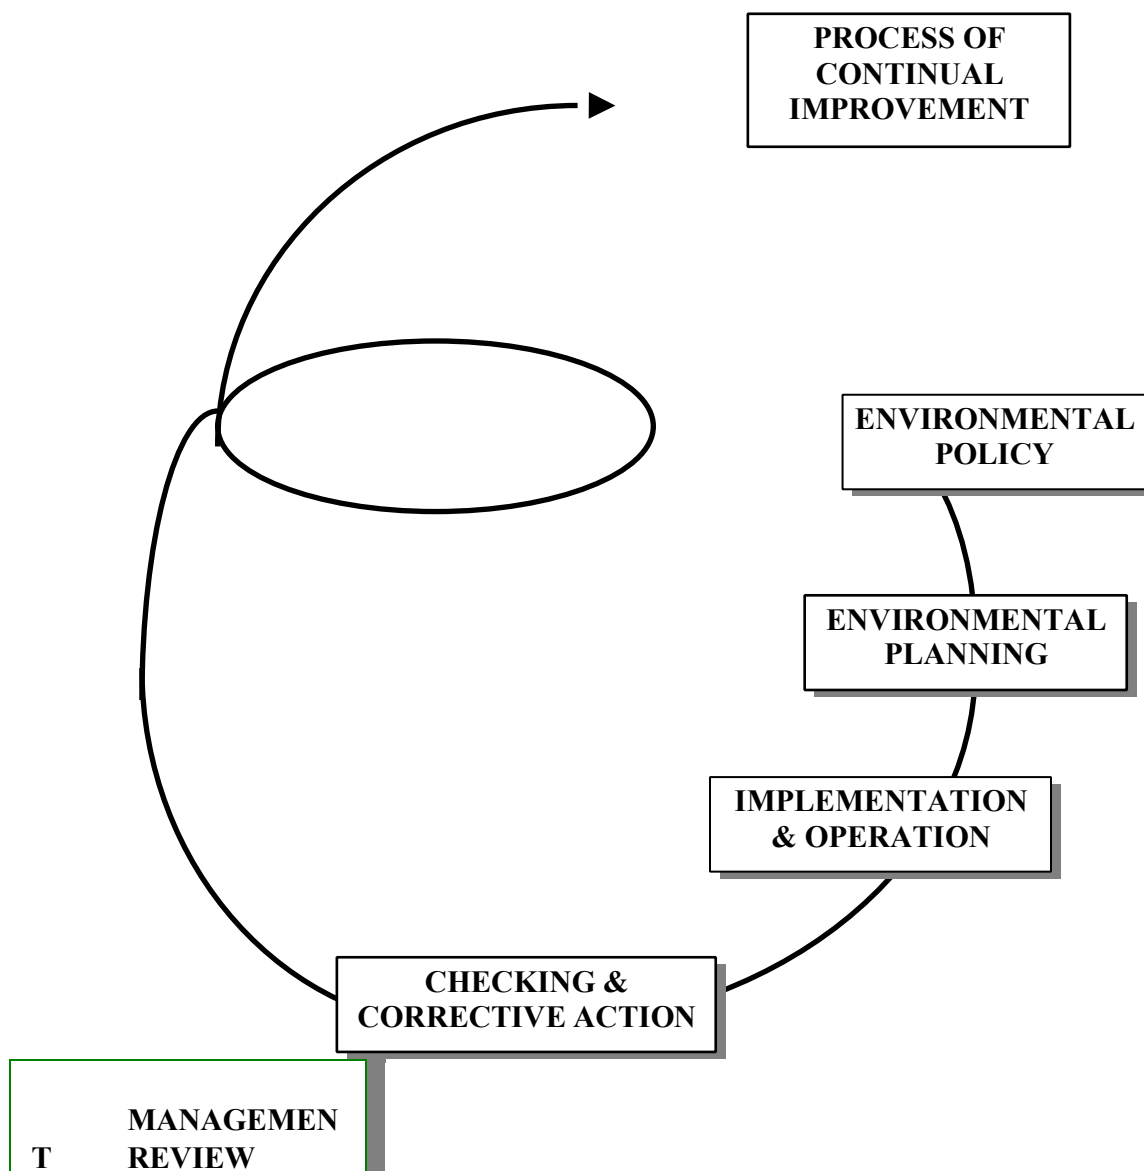 PROCESS OF
CONTINUAL
IMPROVEMENT
ENVIRONMENTAL
POLICY
ENVIRONMENTAL
PLANNING
IMPLEMENTATION
& OPERATION
CHECKING &
CORRECTIVE ACTION
MANAGEMEN
T REVIEW